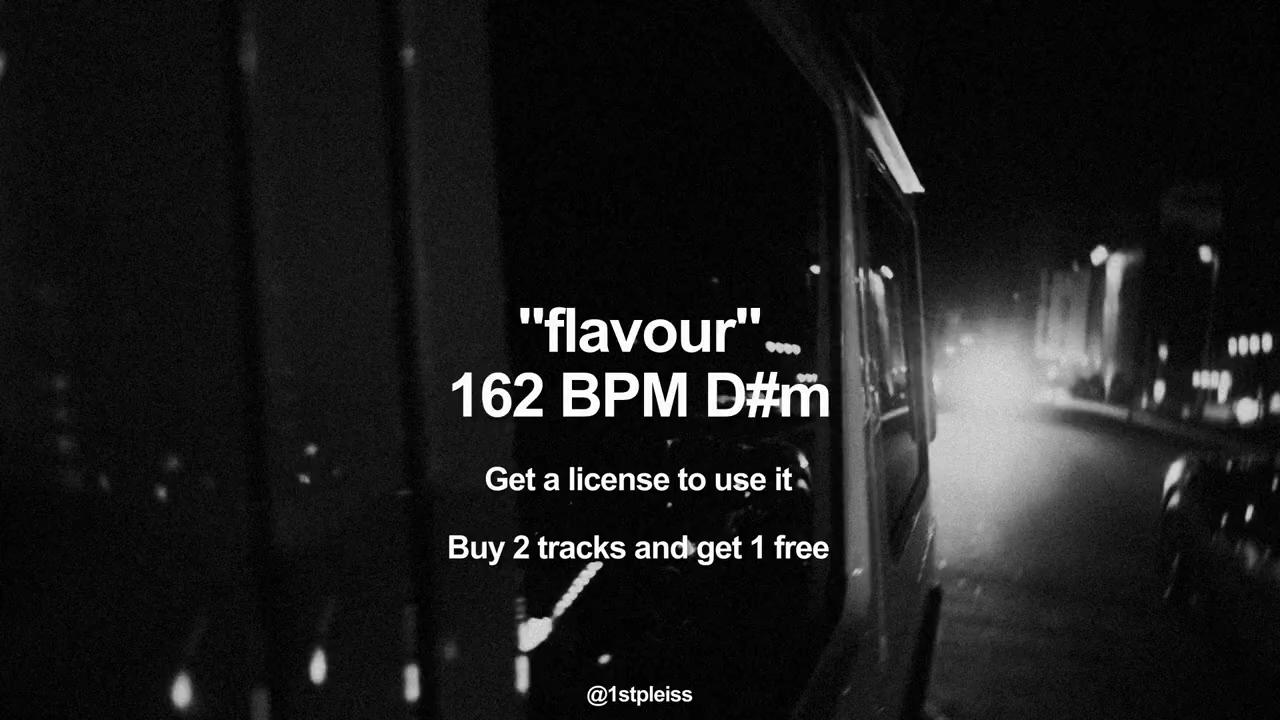 "flavour"
162 BPM D#m
Get a license to use it
Buy 2 tracks and get 1 free
@1stpleiss